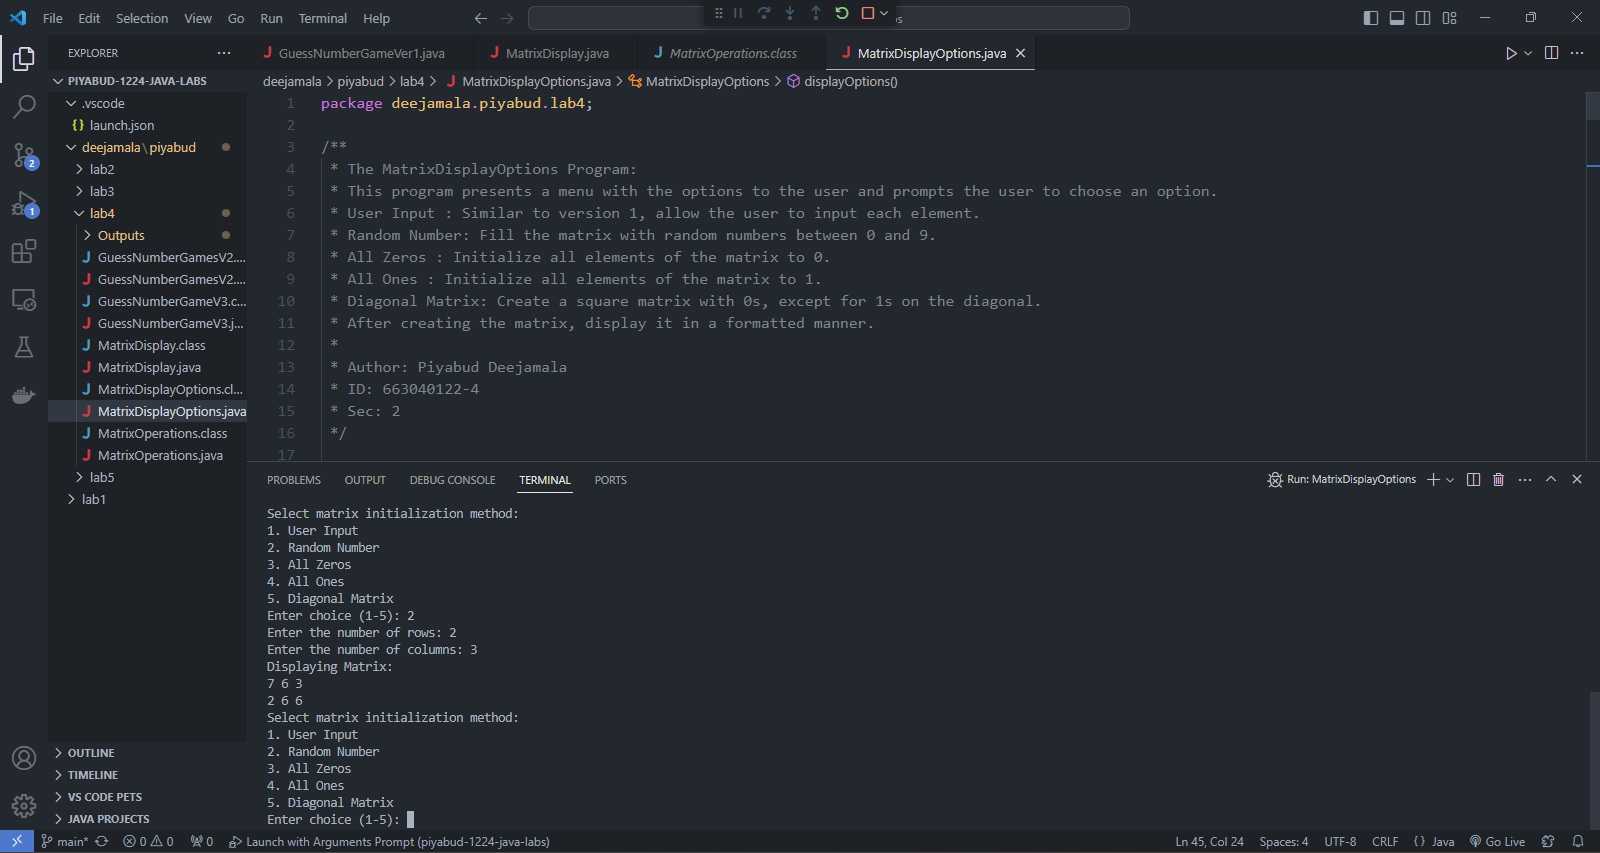 File Edit Selection View Go Run Terminal Help
EXPLORER
GuessNumberGameVer1.java
MatrixDisplay.java
MatrixOperations.class
MatrixDisplayOptions.java
PIYABUD-1224-JAVA-LABS
.vscode
launch.json
deejamala\piyabud
lab2
lab3
lab4
Outputs
GuessNumberGamesV2....
GuessNumberGamesV2....
GuessNumberGameV3.c...
GuessNumberGameV3.j...
MatrixDisplay.class
MatrixDisplay.java
MatrixDisplayOptions.cl...
MatrixDisplayOptions.java
MatrixOperations.class
MatrixOperations.java
lab5
lab1
OUTLINE
TIMELINE
VS CODE PETS
JAVA PROJECTS
2
1
deejamala > piyabud > lab4 > MatrixDisplayOptions.java > MatrixDisplayOptions > displayOptions()
1 package deejamala.piyabud.lab4;
2
3 /**
4 * The MatrixDisplayOptions Program:
5 * This program presents a menu with the options to the user and prompts the user to choose an option.
6 * User Input : Similar to version 1, allow the user to input each element.
7 * Random Number: Fill the matrix with random numbers between 0 and 9.
8 * All Zeros : Initialize all elements of the matrix to 0.
9 * All Ones : Initialize all elements of the matrix to 1.
10 * Diagonal Matrix: Create a square matrix with 0s, except for 1s on the diagonal.
11 * After creating the matrix, display it in a formatted manner.
12 *
13 * Author: Piyabud Deejamala
14 * ID: 663040122-4
15 * Sec: 2
16 */
17
PROBLEMS OUTPUT DEBUG CONSOLE TERMINAL PORTS
Run: MatrixDisplayOptions
Select matrix initialization method:
1. User Input
2. Random Number
3. All Zeros
4. All Ones
5. Diagonal Matrix
Enter choice (1-5): 2
Enter the number of rows: 2
Enter the number of columns: 3
Displaying Matrix:
7 6 3
2 6 6
Select matrix initialization method:
1. User Input
2. Random Number
3. All Zeros
4. All Ones
5. Diagonal Matrix
Enter choice (1-5):
main* 0 0 0 Launch with Arguments Prompt (piyabud-1224-java-labs)
Ln 45, Col 24 Spaces: 4 UTF-8 CRLF {} Java Go Live